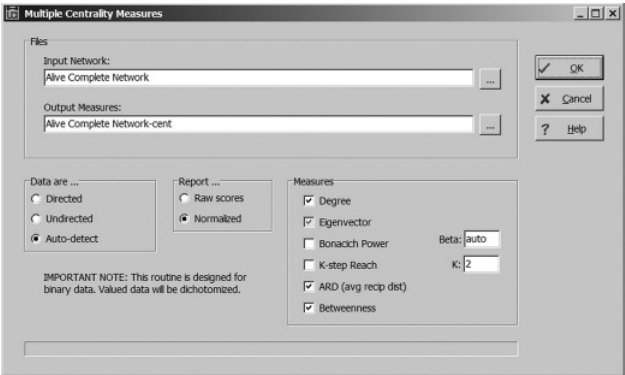 Multiple Centrality Measures
Files
Input Network:
Alive Complete Network
...
OK
Cancel
Output Measures:
Alive Complete Network-cent
...
? Help
Data are ...
Directed
Undirected
Auto-detect
Report ...
Raw scores
Normalized
IMPORTANT NOTE: This routine is designed for
binary data. Valued data will be dichotomized.
Measures
Degree
Eigenvector
Bonacich Power
Beta: auto
K-step Reach
K: 2
ARD (avg recip dist)
Betweenness